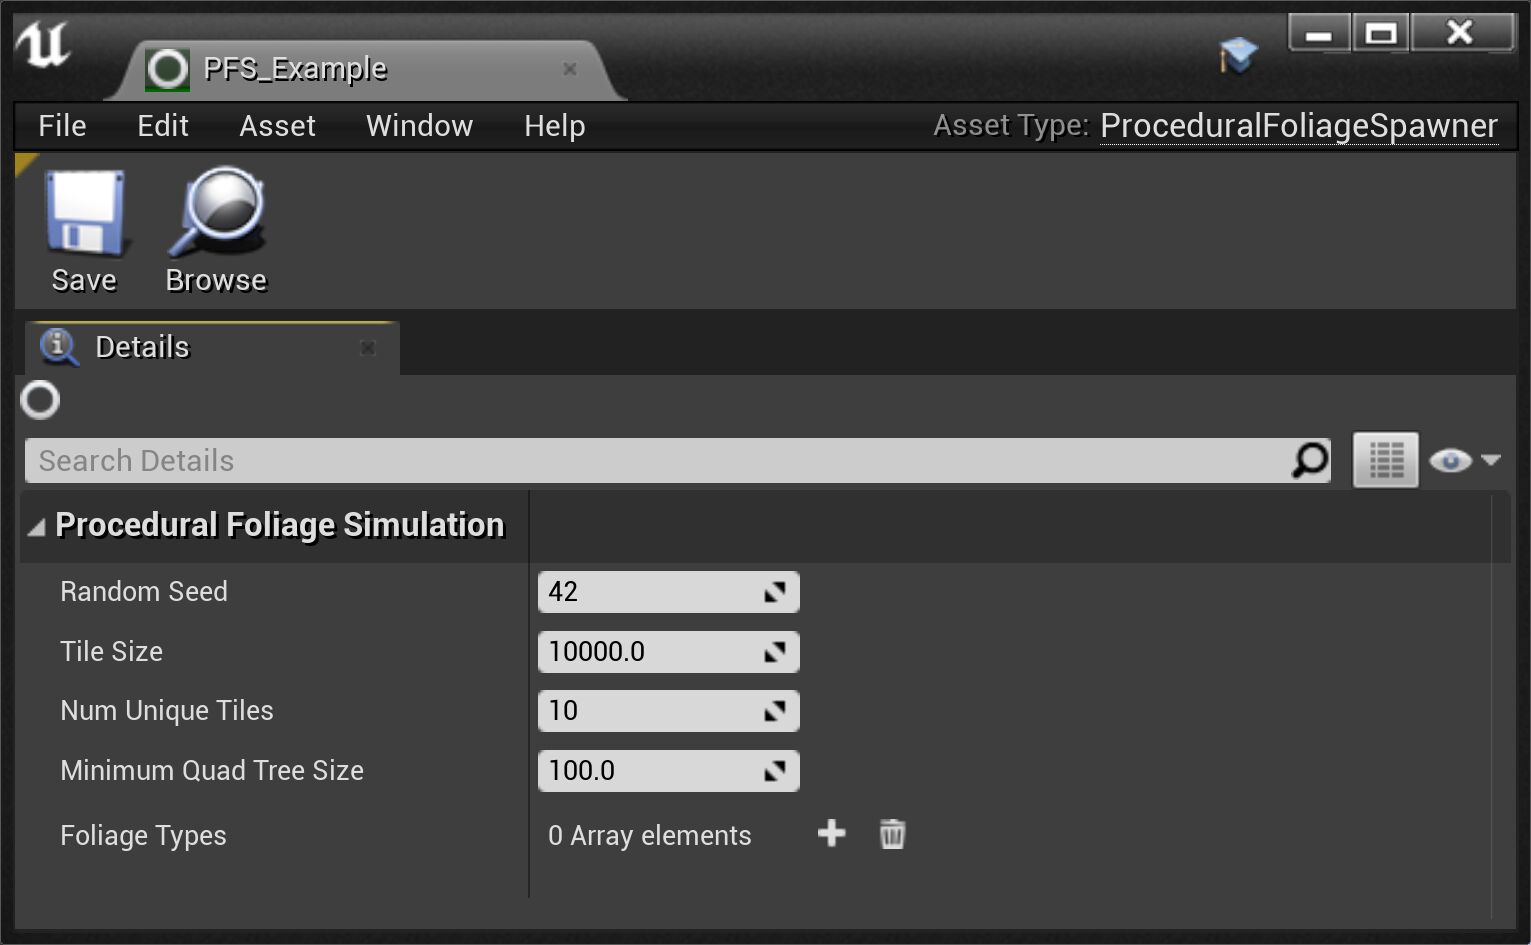 PFS_Example
File Edit Asset Window Help Asset Type: ProceduralFoliageSpawner
Save Browse
Details
Search Details
Procedural Foliage Simulation
Random Seed 42
Tile Size 10000.0
Num Unique Tiles 10
Minimum Quad Tree Size 100.0
Foliage Types 0 Array elements